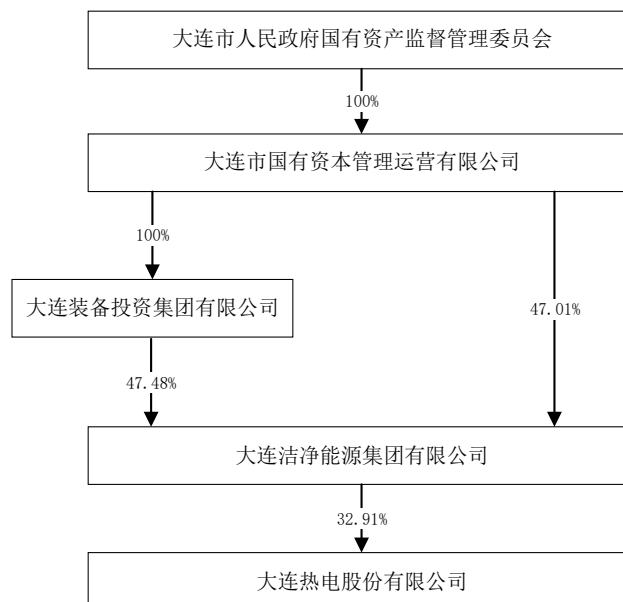 大连市人民政府国有资产监督管理委员会
100%
大连市国有资本管理运营有限公司
100%
大连装备投资集团有限公司
47.01%
47.48%
大连洁净能源集团有限公司
32.91%
大连热电股份有限公司